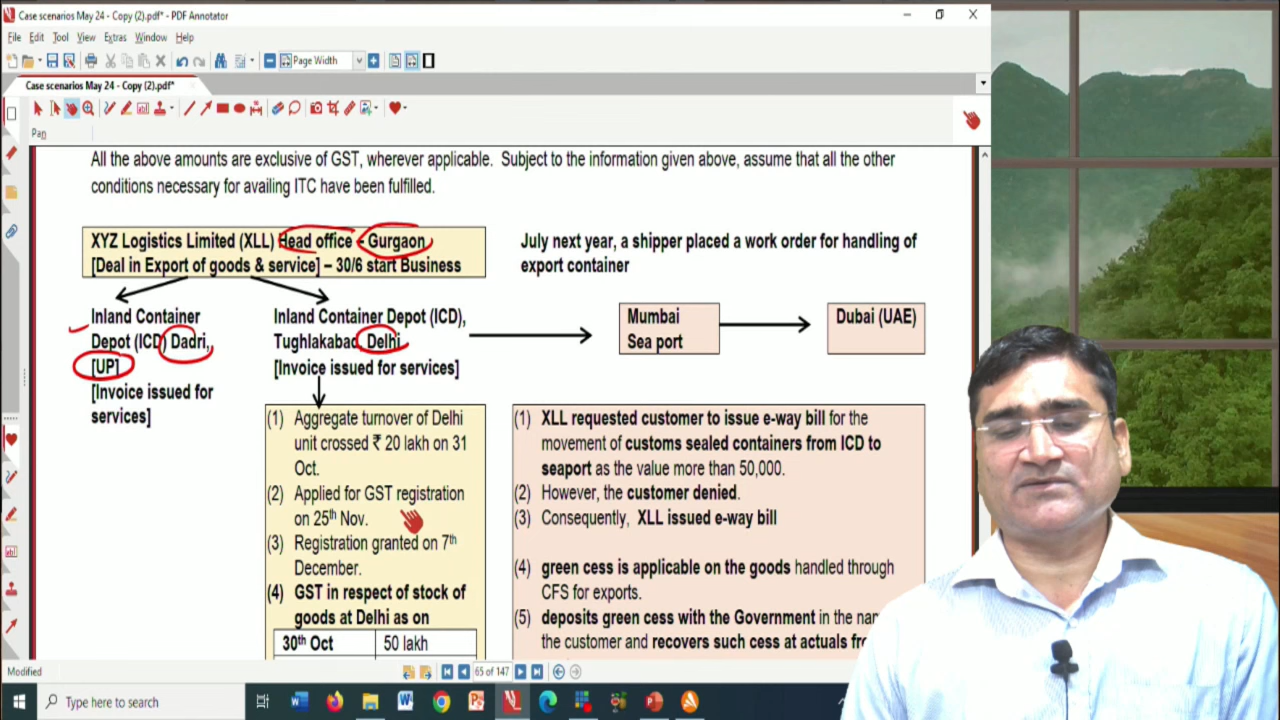 Case scenarios May 24 - Copy (2).pdf* - PDF Annotator
File Edit Tool View Extras Window Help
Page Width
Case scenarios May 24 - Copy (2).pdf*
Pan
All the above amounts are exclusive of GST, wherever applicable. Subject to the information given above, assume that all the other
conditions necessary for availing ITC have been fulfilled.
XYZ Logistics Limited (XLL) Head office - Gurgaon
[Deal in Export of goods & service] – 30/6 start Business
July next year, a shipper placed a work order for handling of
export container
Inland Container
Depot (ICD) Dadri,
[UP]
[Invoice issued for
services]
Inland Container Depot (ICD),
Tughlakabad, Delhi
[Invoice issued for services]
Mumbai
Sea port
Dubai (UAE)
(1) Aggregate turnover of Delhi
unit crossed ₹ 20 lakh on 31
Oct.
(2) Applied for GST registration
on 25th Nov.
(3) Registration granted on 7th
December.
(4) GST in respect of stock of
goods at Delhi as on
30th Oct 50 lakh
(1) XLL requested customer to issue e-way bill for the
movement of customs sealed containers from ICD to
seaport as the value more than 50,000.
(2) However, the customer denied.
(3) Consequently, XLL issued e-way bill
(4) green cess is applicable on the goods handled through
CFS for exports.
(5) deposits green cess with the Government in the
the customer and recovers such cess at actuals
Modified
65 of 147
Type here to search